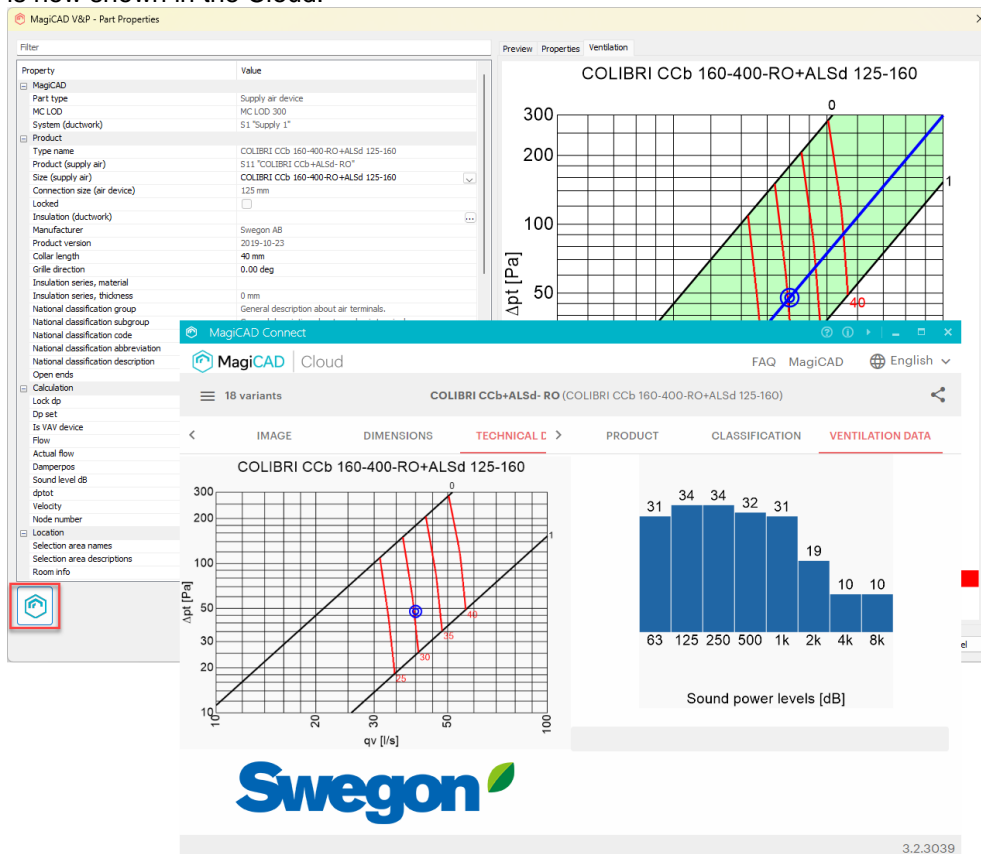 is now shown in the Cloud.
MagiCAD V&P - Part Properties
Filter
Property Value
MagiCAD
Part type Supply air device
MC LOD MC LOD 300
System (ductwork) S1 "Supply 1"
Product
Type name COLIBRI CCb 160-400-RO+ALSd 125-160
Product (supply air) S11 "COLIBRI CCb+ALSd- RO"
Size (supply air) COLIBRI CCb 160-400-RO+ALSd 125-160
Connection size (air device) 125 mm
Locked
Insulation (ductwork) ...
Manufacturer Swegon AB
Product version 2019-10-23
Collar length 40 mm
Grille direction 0.00 deg
Insulation series, material
Insulation series, thickness 0 mm
National classification group General description about air terminals.
National classification subgroup
National classification code
National classification abbreviation
National classification description
Open ends
Calculation
Lock dp
Dp set
Is VAV device
Flow
Actual flow
Damperpos
Sound level dB
dptot
Velocity
Node number
Location
Selection area names
Selection area descriptions
Room info
Preview Properties Ventilation
COLIBRI CCb 160-400-RO+ALSd 125-160
0
300
200
1
100
Δpt [Pa]
50
40
MagiCAD Connect
MagiCAD Cloud
FAQ MagiCAD English
18 variants COLIBRI CCb+ALSd- RO (COLIBRI CCb 160-400-RO+ALSd 125-160)
IMAGE DIMENSIONS TECHNICAL D PRODUCT CLASSIFICATION VENTILATION DATA
COLIBRI CCb 160-400-RO+ALSd 125-160
0
300
200
1
100
Δpt [Pa]
50
40
35
30
30
25
20
10
10 20 30 50 100
qv [l/s]
31 34 34 32 31 19 10 10
63 125 250 500 1k 2k 4k 8k
Sound power levels [dB]
Swegon
3.2.3039
el